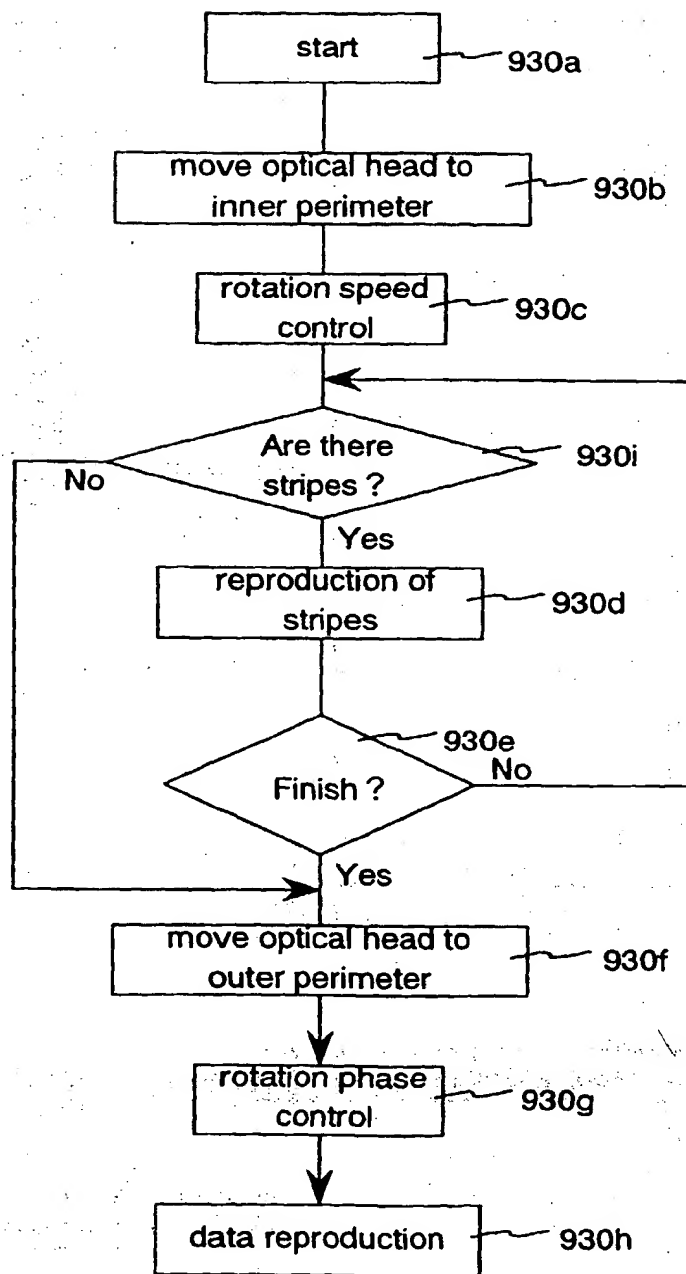 start
930a
move optical head to
inner perimeter
930b
rotation speed
control
930c
Are there
stripes ?
930i
No
Yes
reproduction of
stripes
930d
930e
Finish ?
No
Yes
move optical head to
outer perimeter
930f
rotation phase
control
930g
data reproduction
930h